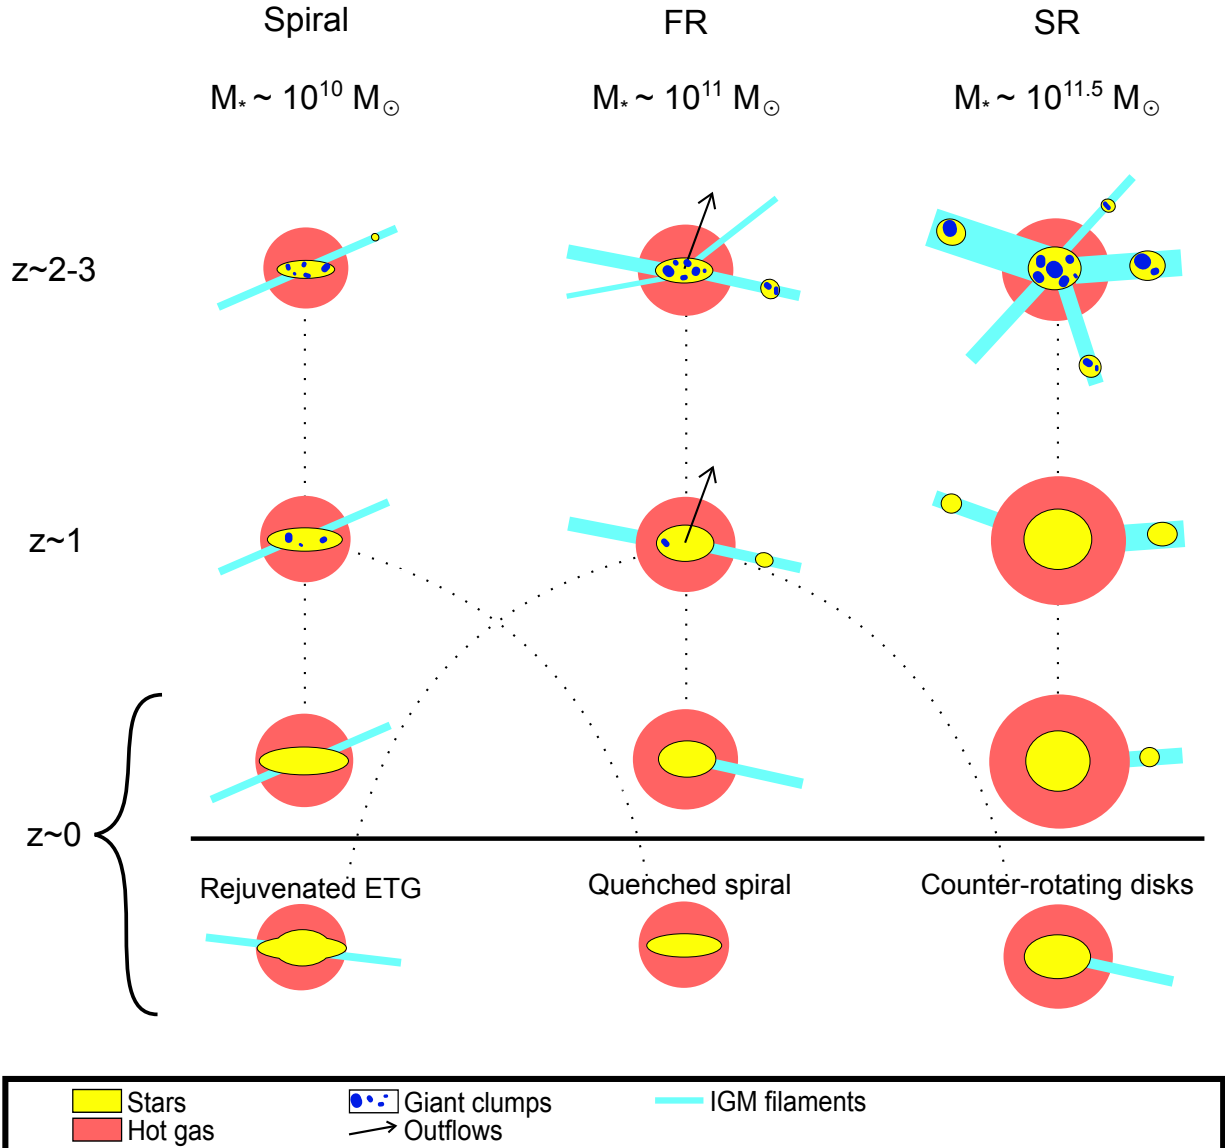 Spiral FR SR
M* ~ 10^10 M☉ M* ~ 10^11 M☉ M* ~ 10^11.5 M☉
z~2-3
z~1
z~0
Rejuvenated ETG Quenched spiral Counter-rotating disks
Stars Giant clumps IGM filaments
Hot gas Outflows